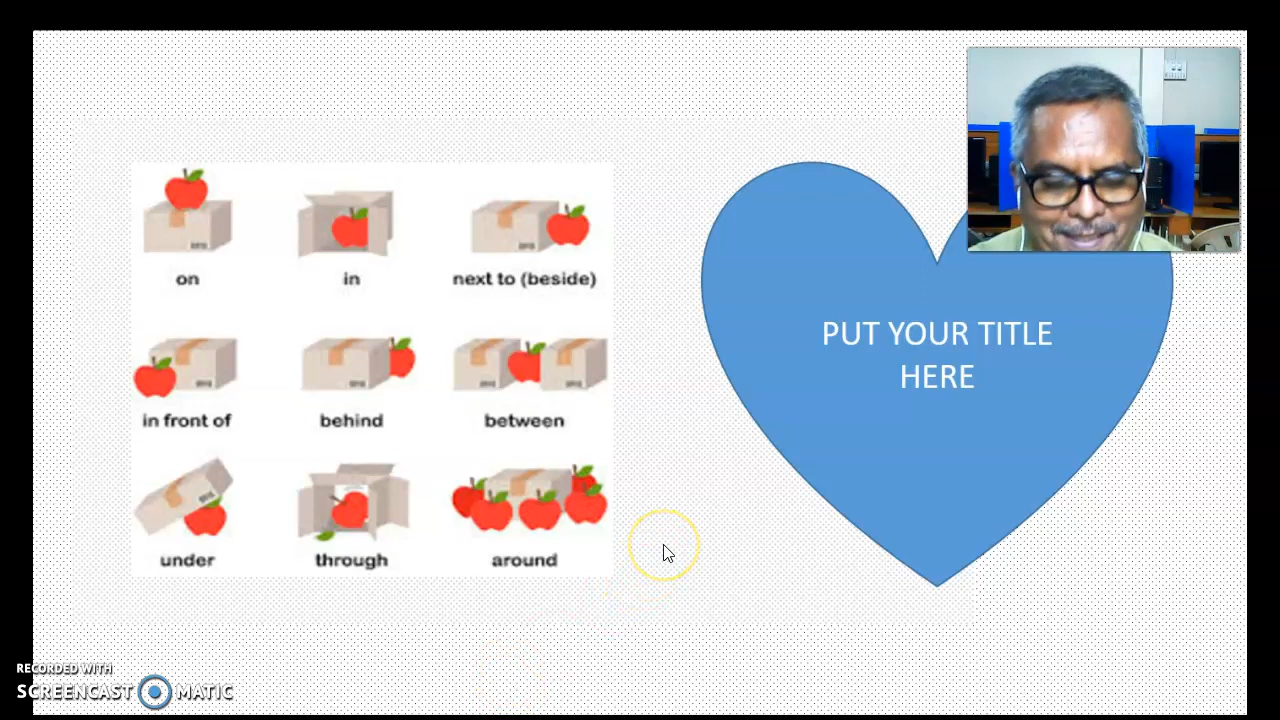 on in next to (beside)
in front of behind between
under through around
PUT YOUR TITLE
HERE
RECORDED WITH
SCREENCAST MATIC